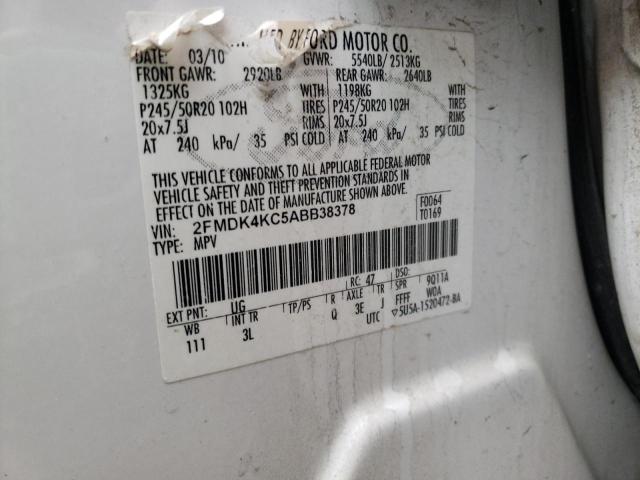 MFD. BY FORD MOTOR CO.
DATE: 03/10 GVWR: 5540LB/ 2513KG
FRONT GAWR: 2920LB REAR GAWR: 2640LB
1325KG WITH 1198KG WITH
P245/50R20 102H TIRES P245/50R20 102H TIRES
20x7.5J RIMS 20x7.5J RIMS
AT 240 kPa/ 35 PSI COLD AT 240 kPa/ 35 PSI COLD
THIS VEHICLE CONFORMS TO ALL APPLICABLE FEDERAL MOTOR
VEHICLE SAFETY AND THEFT PREVENTION STANDARDS IN
EFFECT ON THE DATE OF MANUFACTURE SHOWN ABOVE.
F0064
T0169
VIN: 2FMDK4KC5ABB38378
TYPE: MPV
RC: 47 DSO:
EXT PNT: UG 9Q11A
WB INT TR TP/PS R AXLE TR SPR WDA
111 3L Q 3E J FFFF
UTC ▽5U5A-1520472-BA